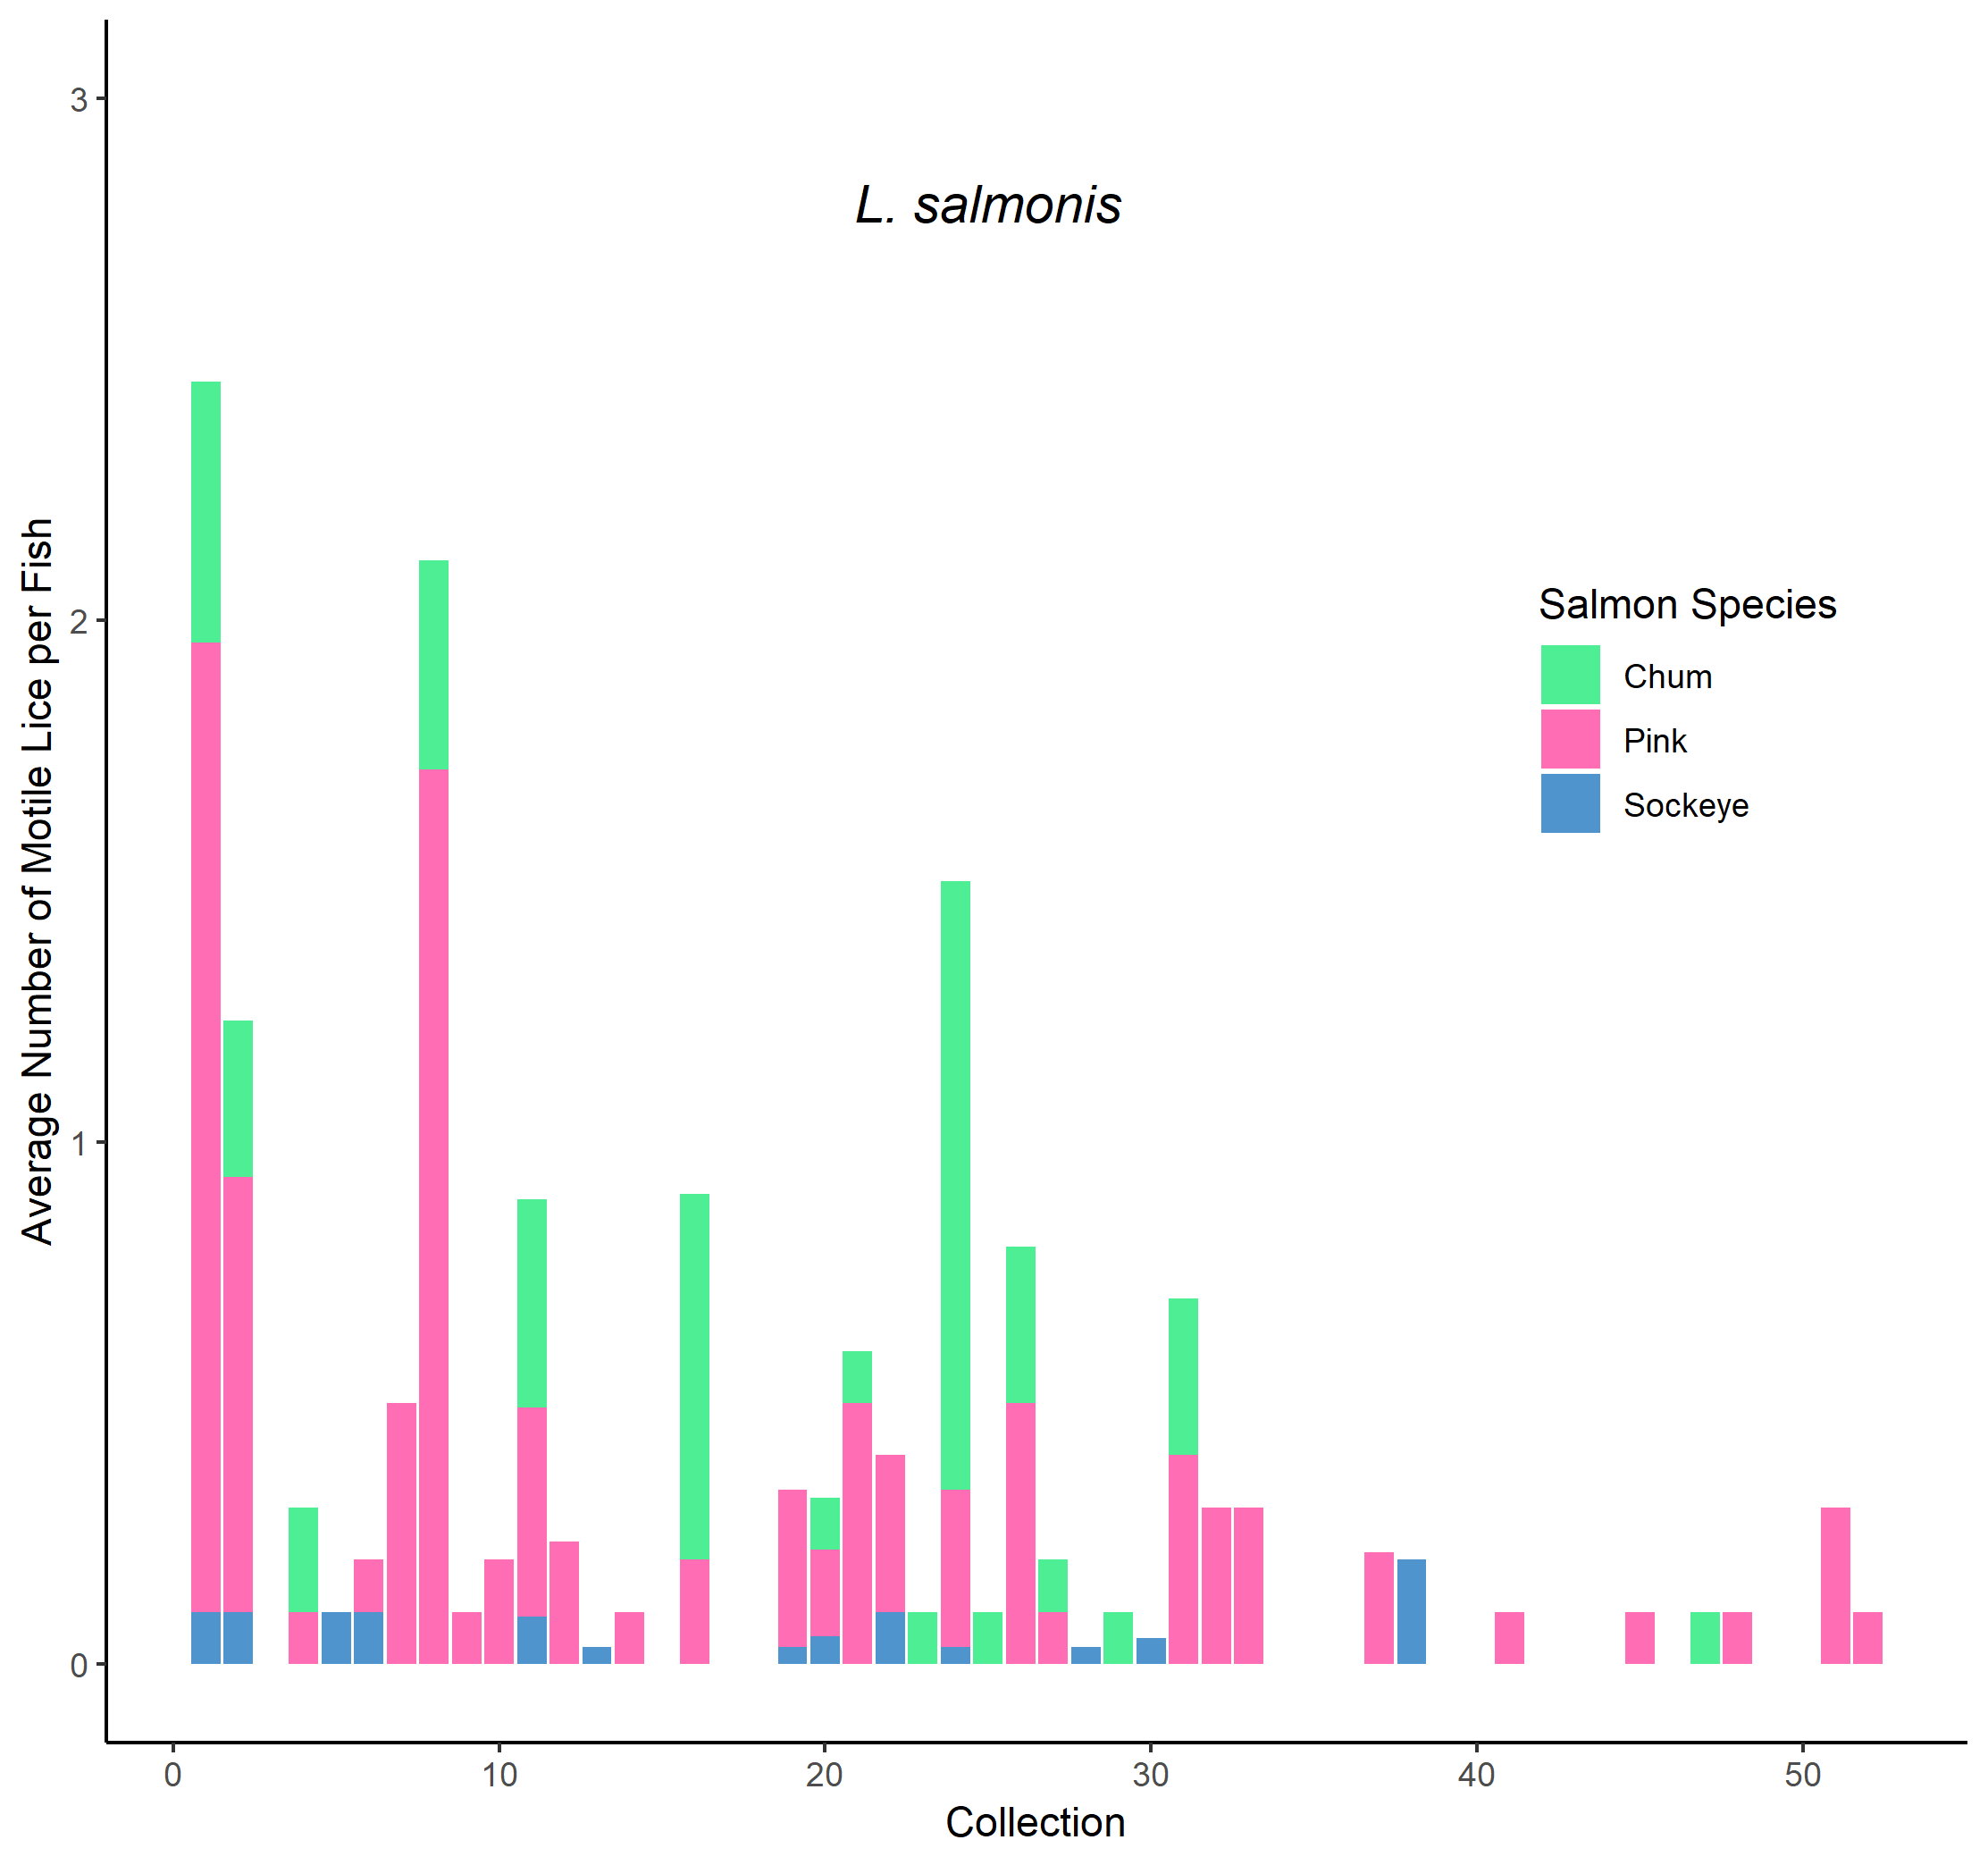 L. salmonis
Average Number of Motile Lice per Fish
3
2
1
0
Salmon Species
Chum
Pink
Sockeye
0 10 20 30 40 50
Collection